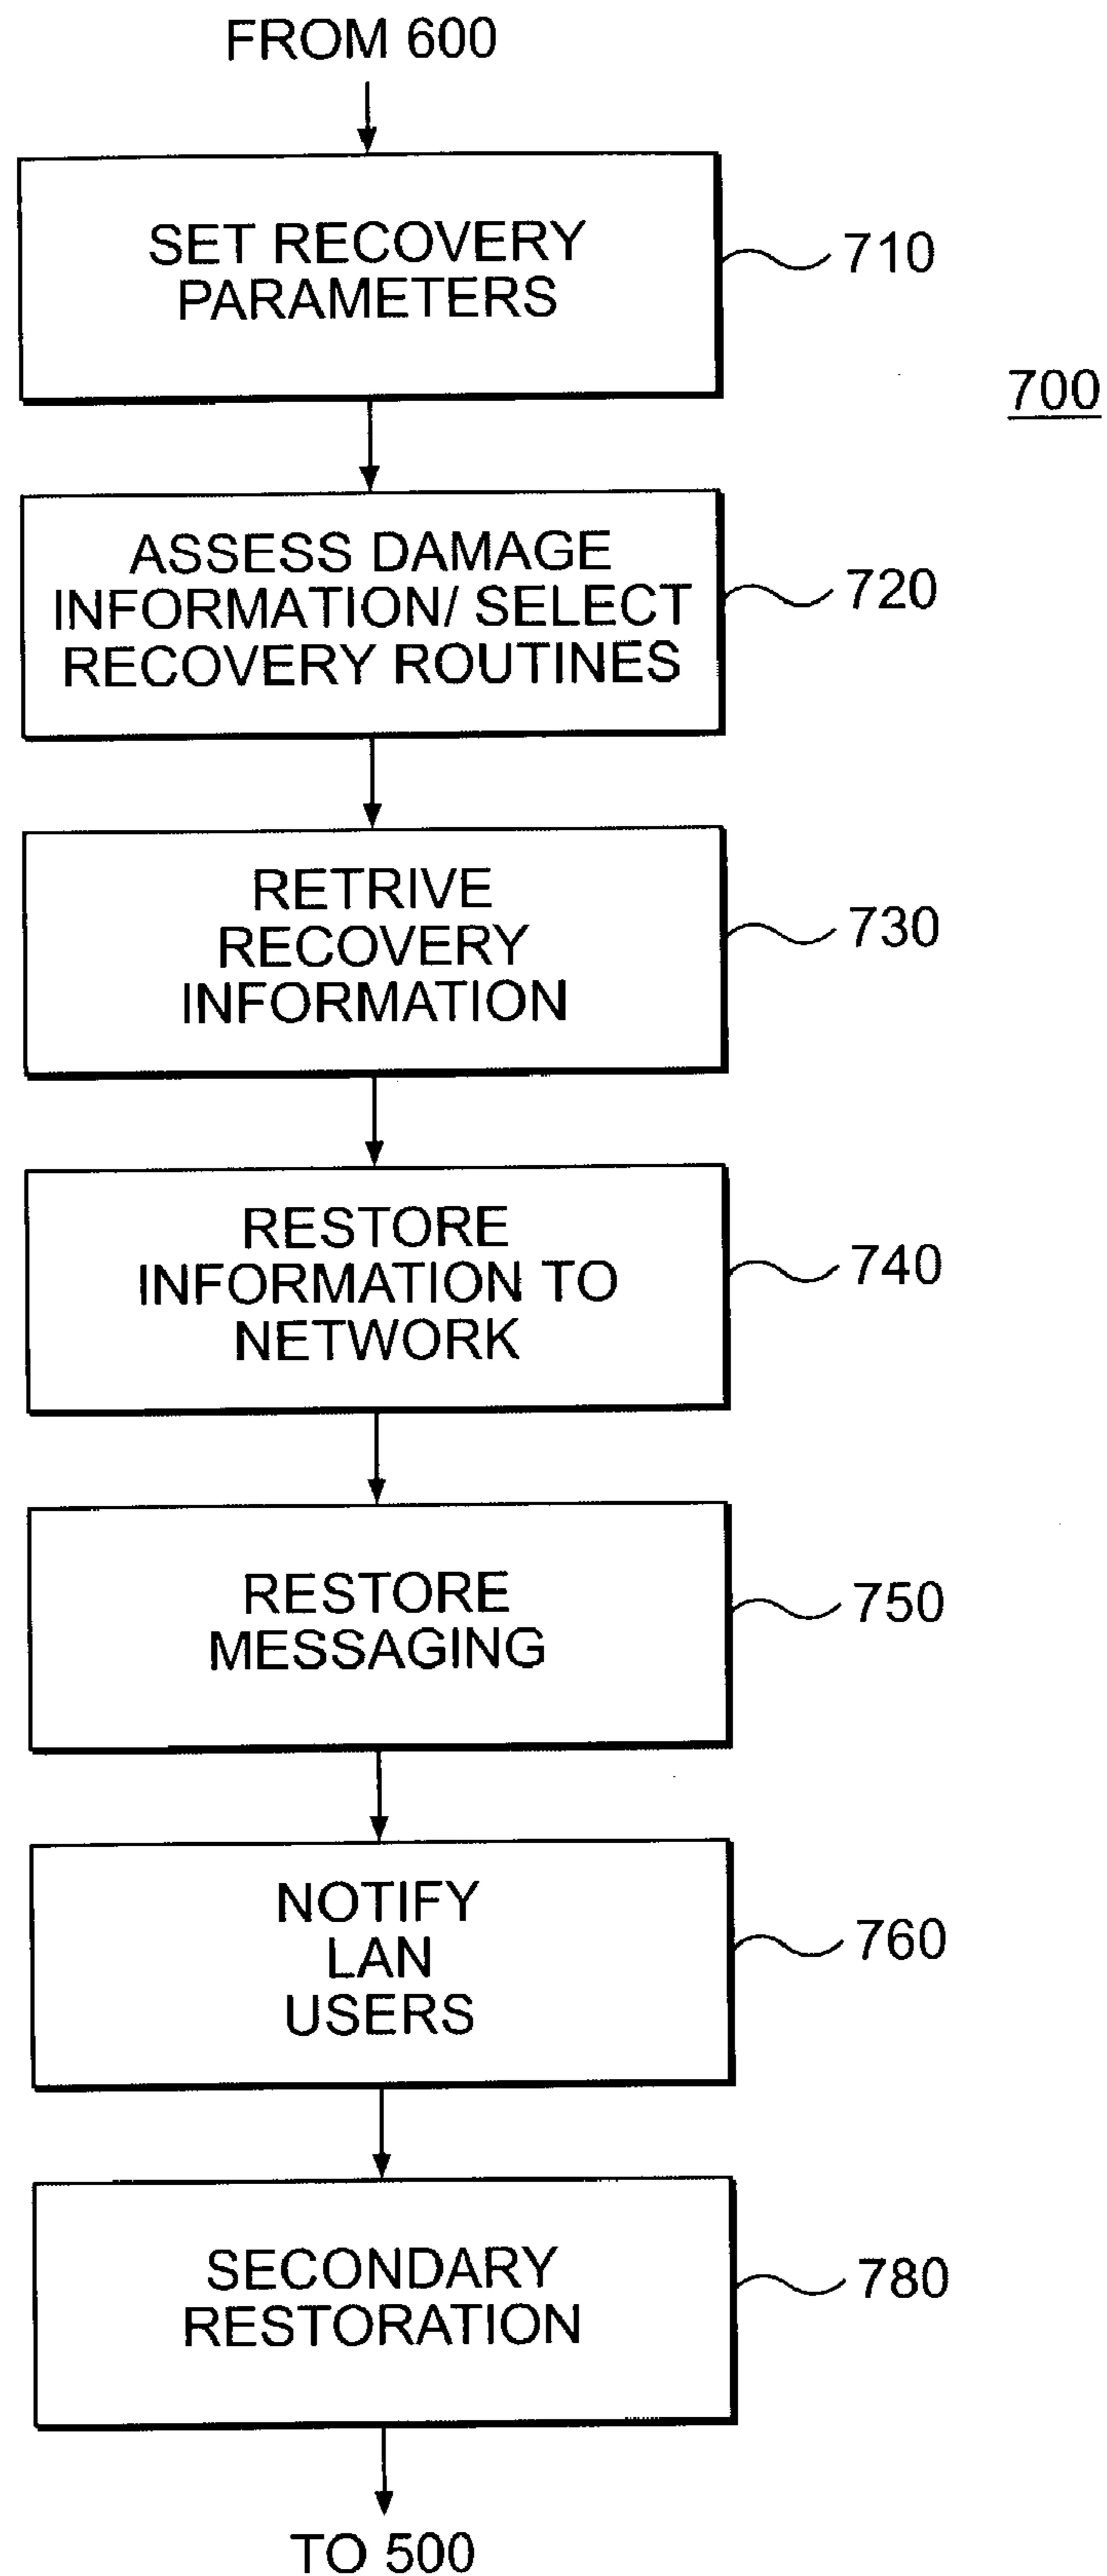 FROM 600
SET RECOVERY
PARAMETERS
710
700
ASSESS DAMAGE
INFORMATION/ SELECT
RECOVERY ROUTINES
720
RETRIVE
RECOVERY
INFORMATION
730
RESTORE
INFORMATION TO
NETWORK
740
RESTORE
MESSAGING
750
NOTIFY
LAN
USERS
760
SECONDARY
RESTORATION
780
TO 500